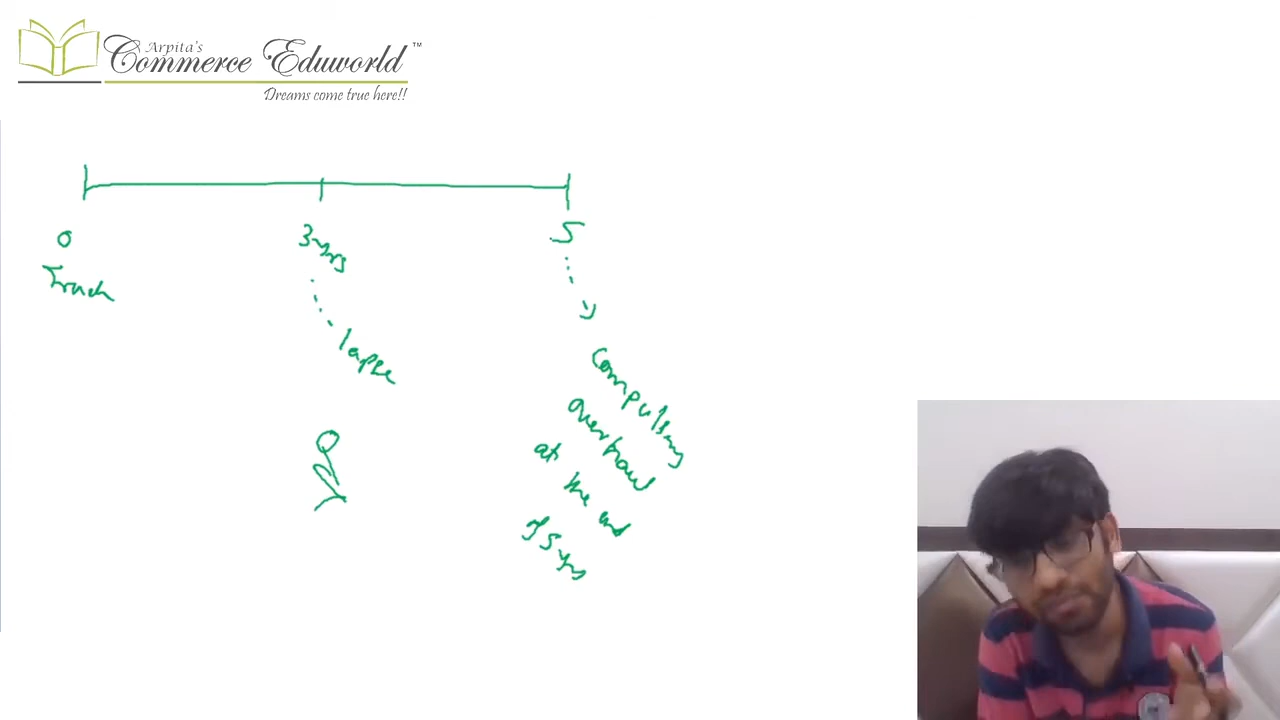 Arpita's
Commerce Eduworld™
Dreams come true here!!
0
3 yrs
5
Truck
lapse
Compulsory
overhaul
at the end
of 5 yrs